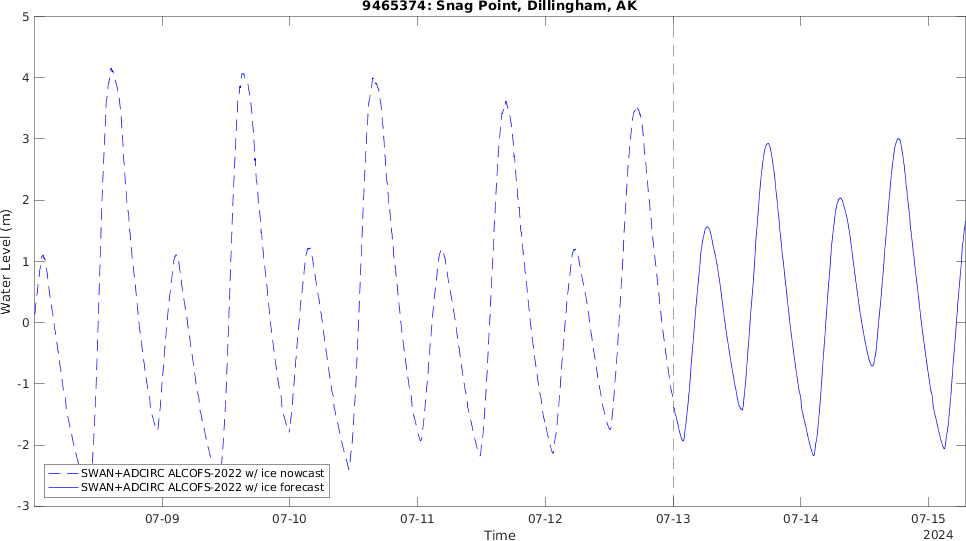 9465374: Snag Point, Dillingham, AK
Water Level (m)
5
4
3
2
1
0
-1
-2
-3
SWAN+ADCIRC ALCOFS-2022 w/ ice nowcast
SWAN+ADCIRC ALCOFS-2022 w/ ice forecast
07-09 07-10 07-11 07-12 07-13 07-14 07-15
Time
2024